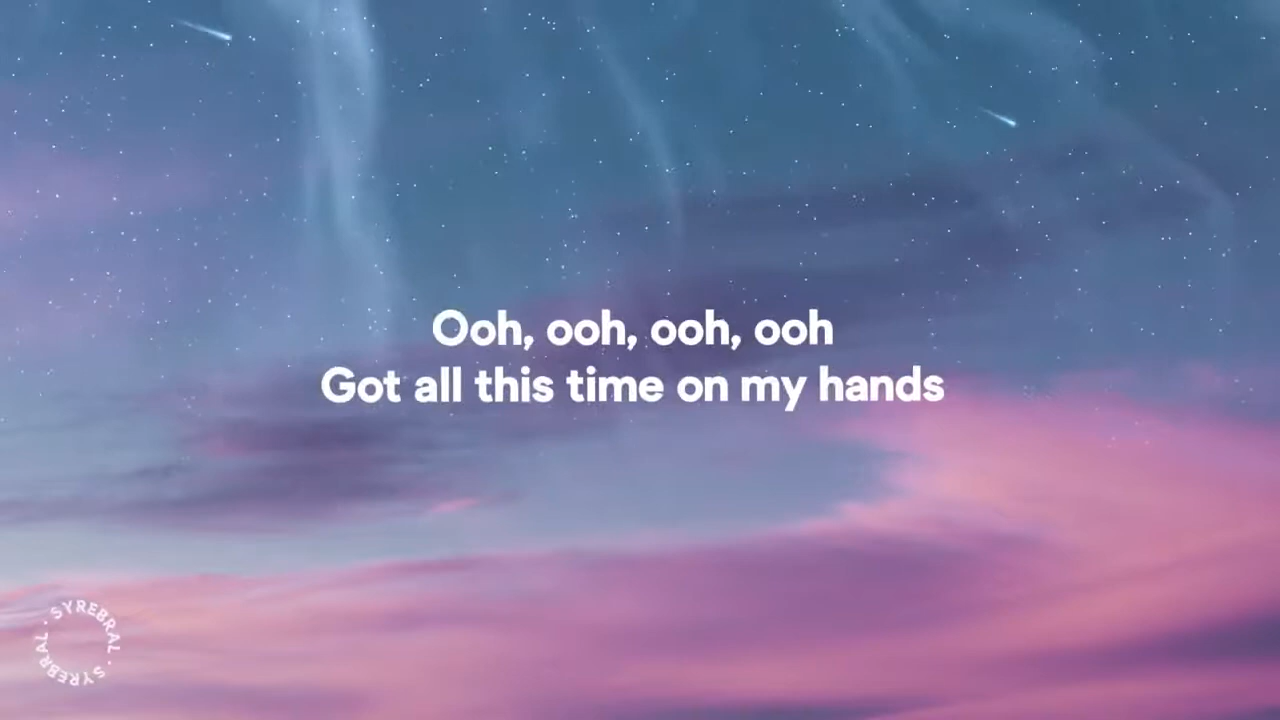 Ooh, ooh, ooh, ooh
Got all this time on my hands
· SYREBRAL · SYREBRAL